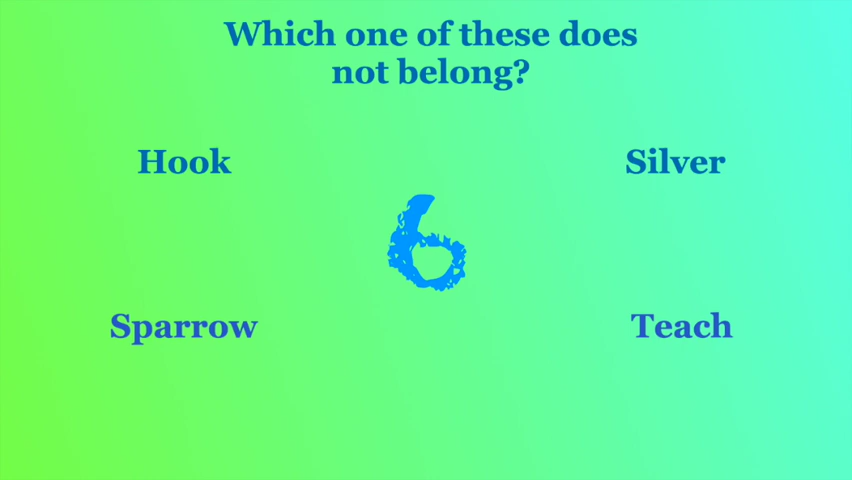 Which one of these does
not belong?
Hook
Silver
6
Sparrow
Teach